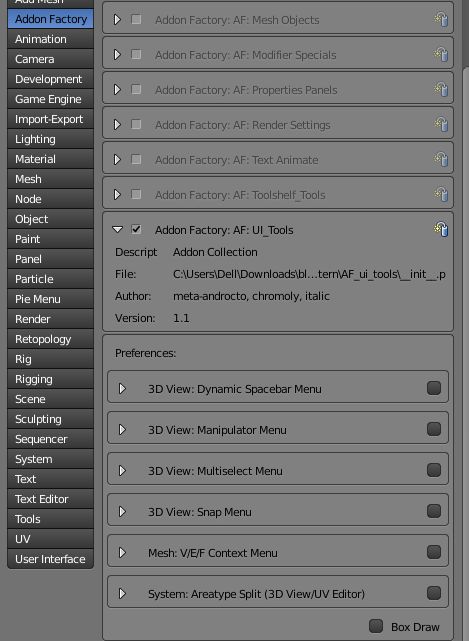 Add Mesh
Addon Factory
Animation
Camera
Development
Game Engine
Import-Export
Lighting
Material
Mesh
Node
Object
Paint
Panel
Particle
Pie Menu
Render
Retopology
Rig
Rigging
Scene
Sculpting
Sequencer
System
Text
Text Editor
Tools
UV
User Interface
Addon Factory: AF: Mesh Objects
Addon Factory: AF: Modifier Specials
Addon Factory: AF: Properties Panels
Addon Factory: AF: Render Settings
Addon Factory: AF: Text Animate
Addon Factory: AF: Toolshelf_Tools
Addon Factory: AF: UI_Tools
Descript Addon Collection
File: C:\Users\Dell\Downloads\bl...tern\AF_ui_tools\__init__.p
Author: meta-androcto, chromoly, italic
Version: 1.1
Preferences:
3D View: Dynamic Spacebar Menu
3D View: Manipulator Menu
3D View: Multiselect Menu
3D View: Snap Menu
Mesh: V/E/F Context Menu
System: Areatype Split (3D View/UV Editor)
Box Draw